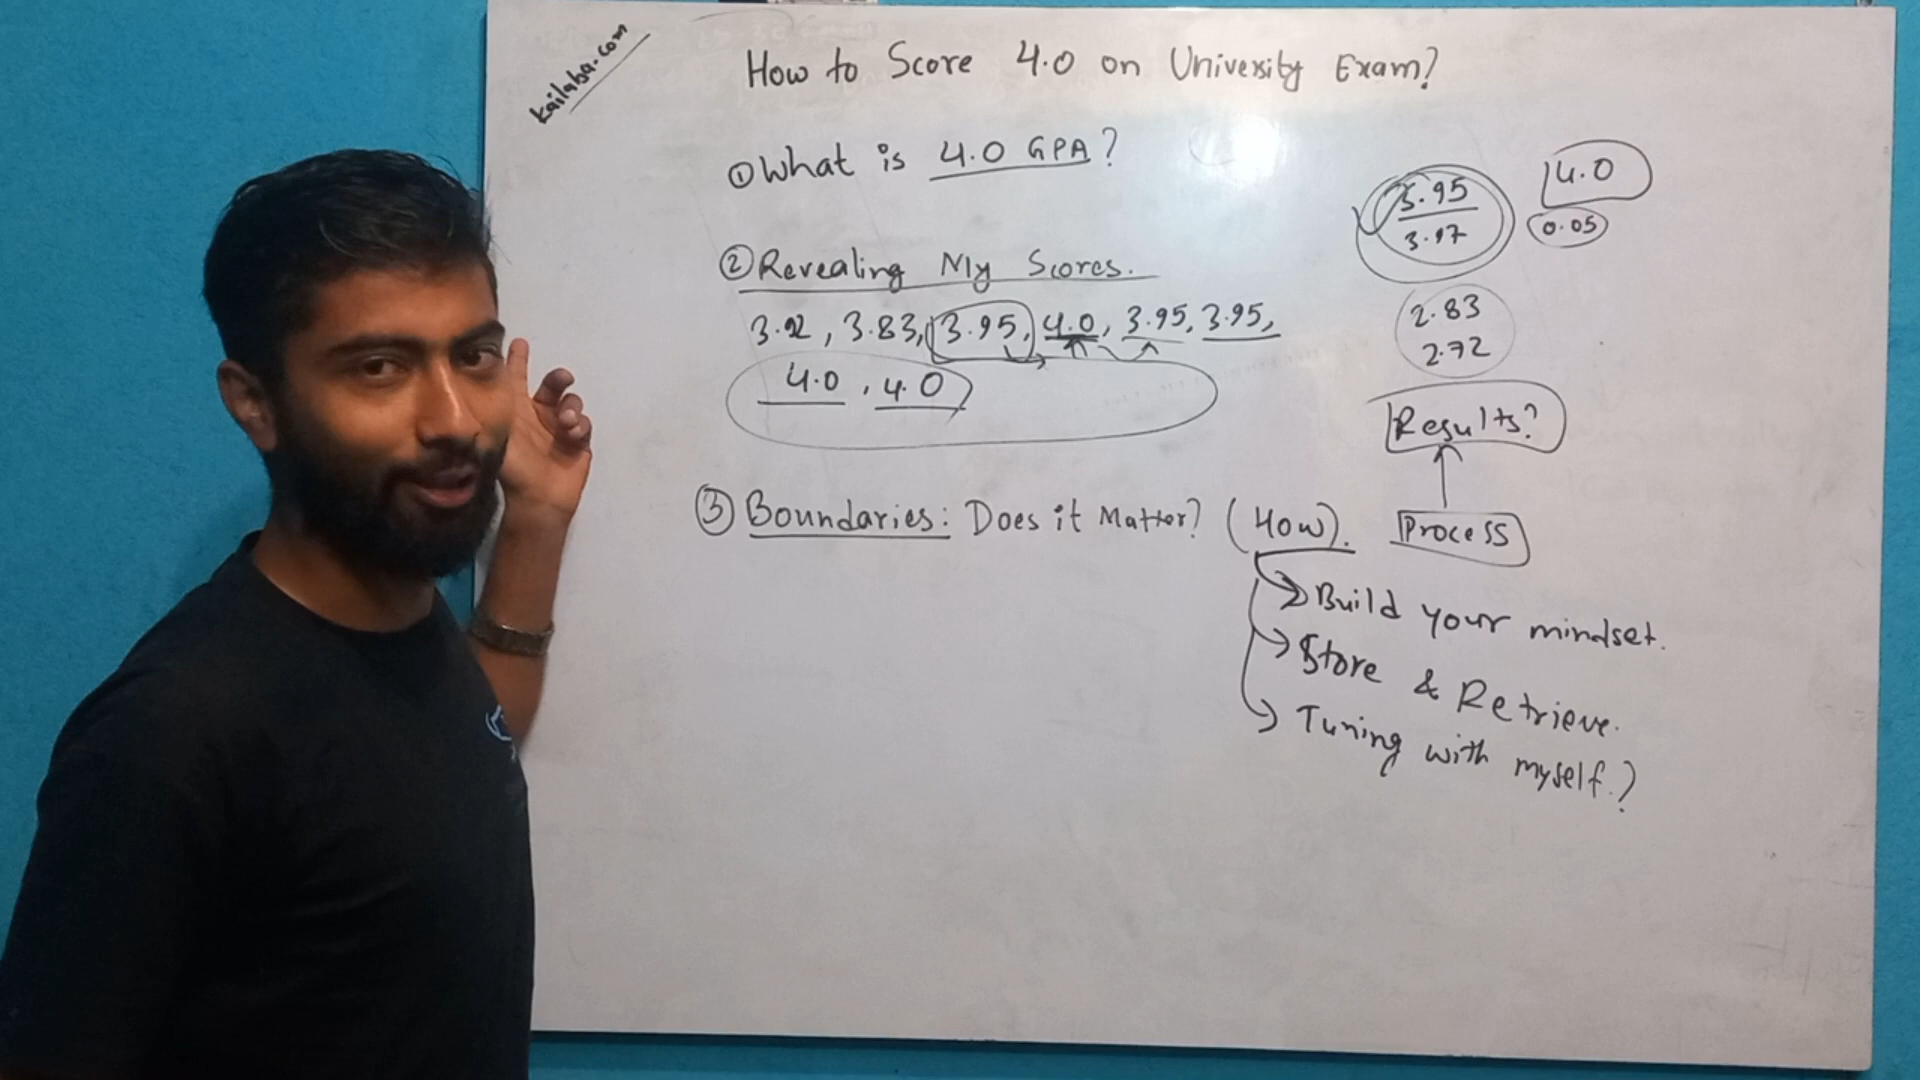 kailaba.com
How to Score 4.0 on University Exam?
① What is 4.0 GPA?
3.95
3.97
4.0
0.05
② Revealing My Scores.
3.92, 3.83, 3.95, 4.0, 3.95, 3.95,
4.0, 4.0
2.83
2.72
Results?
③ Boundaries: Does it Matter? (How).
Process
Build your mindset.
Store & Retrieve.
Tuning with myself.?